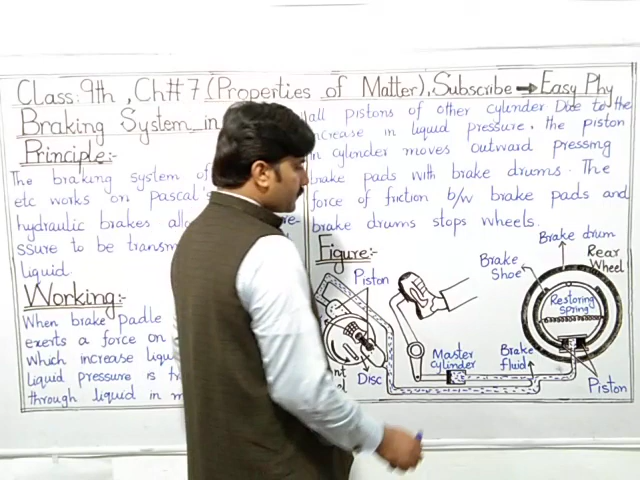 Class: 9th, Ch#7 (Properties of Matter), Subscribe → Easy Phy
Braking System in
Principle:-
The braking system of
etc works on pascal's
hydraulic brakes
ssure to be
liquid.
Working:-
When brake Padle
exerts a force on
Which increase
liquid pressure is
through liquid in
all pistons of other cylinder Due to the
increase in liquid pressure, the piston
in cylinder moves outward pressing
brake pads with brake drums. The
force of friction b/w brake pads and
brake drums stops wheels.
Figure:-
Piston
Disc
Master
Cylinder
Brake
fluid
Brake drum
Brake
Shoe
Rear
Wheel
Restoring
Spring
Piston